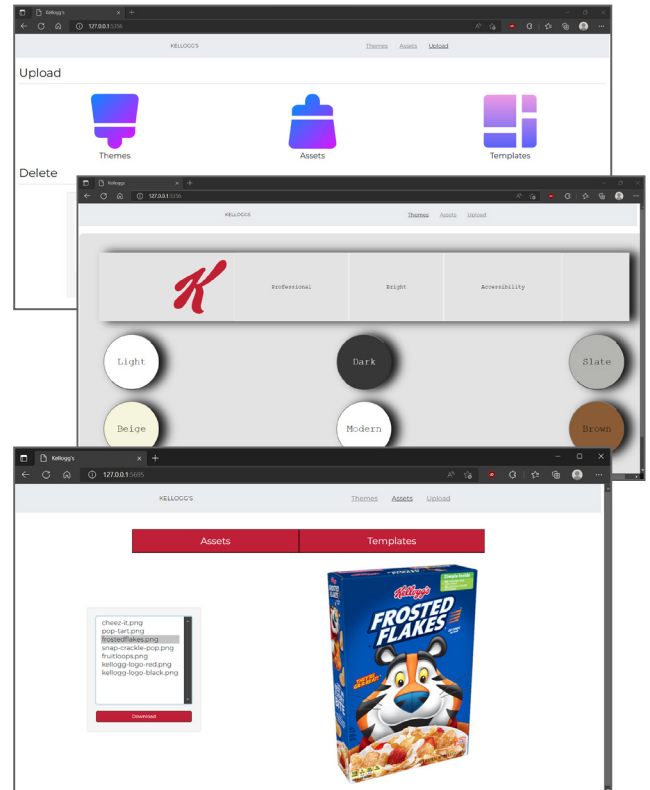 Kellogg's
127.0.0.1:5356
KELLOGG'S
Themes Assets Upload
Upload
Themes
Assets
Templates
Delete
Kellogg's
127.0.0.1
KELLOGGS
Themes Assets Upload
K
Professional
Bright
Accessibility
Light
Dark
Slate
Beige
Modern
Brown
Kellogg's
127.0.0.1:5685
KELLOGG'S
Themes Assets Upload
Assets
Templates
cheez-it.png
pop-tart.png
frostedflakes.png
snap-crackle-pop.png
fruitloops.png
kellogg-logo-red.png
kellogg-logo-black.png
Download
Kellogg's
FROSTED
FLAKES